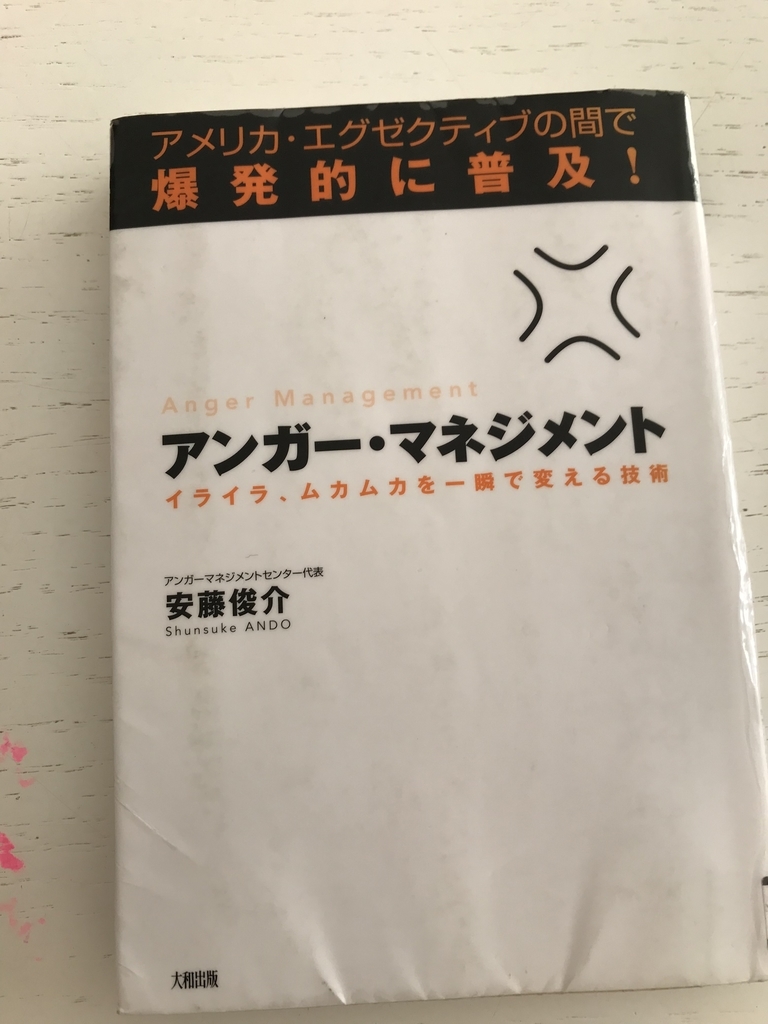 アメリカ・エグゼクティブの間で
爆発的に普及!
Anger Management
アンガー・マネジメント
イライラ、ムカムカを一瞬で変える技術
アンガーマネジメントセンター代表
安藤俊介
Shunsuke ANDO
大和出版